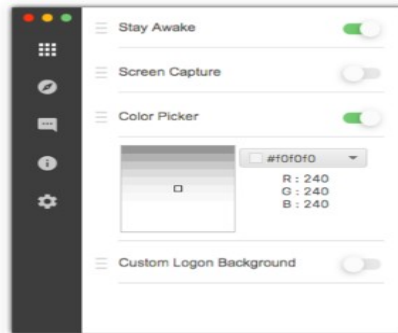 Stay Awake
Screen Capture
Color Picker
#f0f0f0
R : 240
G : 240
B : 240
Custom Logon Background